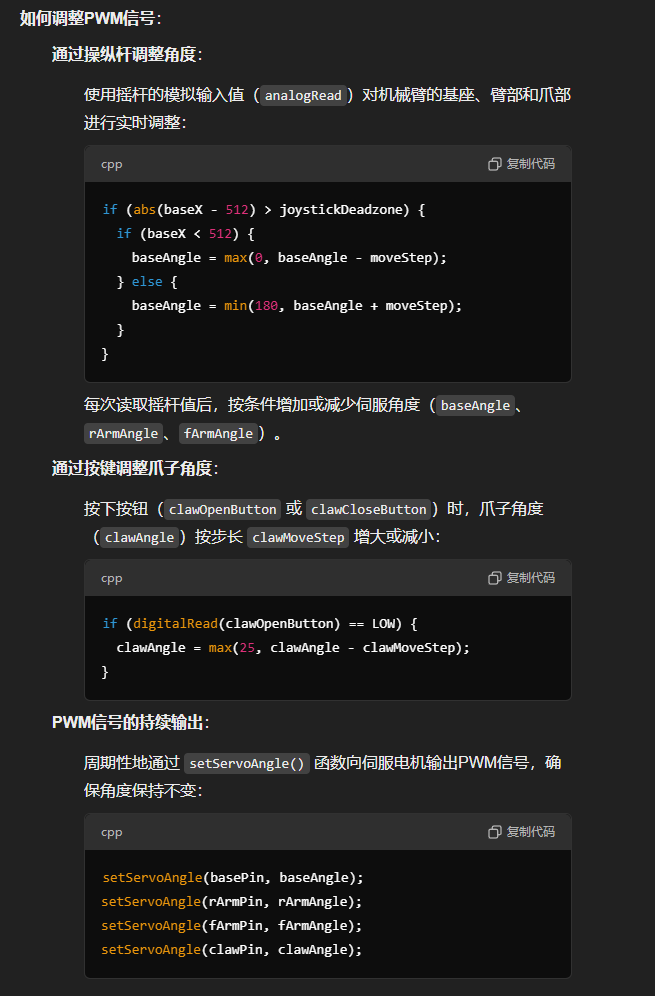 如何调整PWM信号：
通过操纵杆调整角度：
使用摇杆的模拟输入值（analogRead）对机械臂的基座、臂部和爪部
进行实时调整：
cpp 复制代码
if (abs(baseX - 512) > joystickDeadzone) {
  if (baseX < 512) {
    baseAngle = max(0, baseAngle - moveStep);
  } else {
    baseAngle = min(180, baseAngle + moveStep);
  }
}
每次读取摇杆值后，按条件增加或减少伺服角度（baseAngle、
rArmAngle、fArmAngle）。
通过按键调整爪子角度：
按下按钮（clawOpenButton 或 clawCloseButton）时，爪子角度
（clawAngle）按步长 clawMoveStep 增大或减小：
cpp 复制代码
if (digitalRead(clawOpenButton) == LOW) {
  clawAngle = max(25, clawAngle - clawMoveStep);
}
PWM信号的持续输出：
周期性地通过 setServoAngle() 函数向伺服电机输出PWM信号，确
保角度保持不变：
cpp 复制代码
setServoAngle(basePin, baseAngle);
setServoAngle(rArmPin, rArmAngle);
setServoAngle(fArmPin, fArmAngle);
setServoAngle(clawPin, clawAngle);